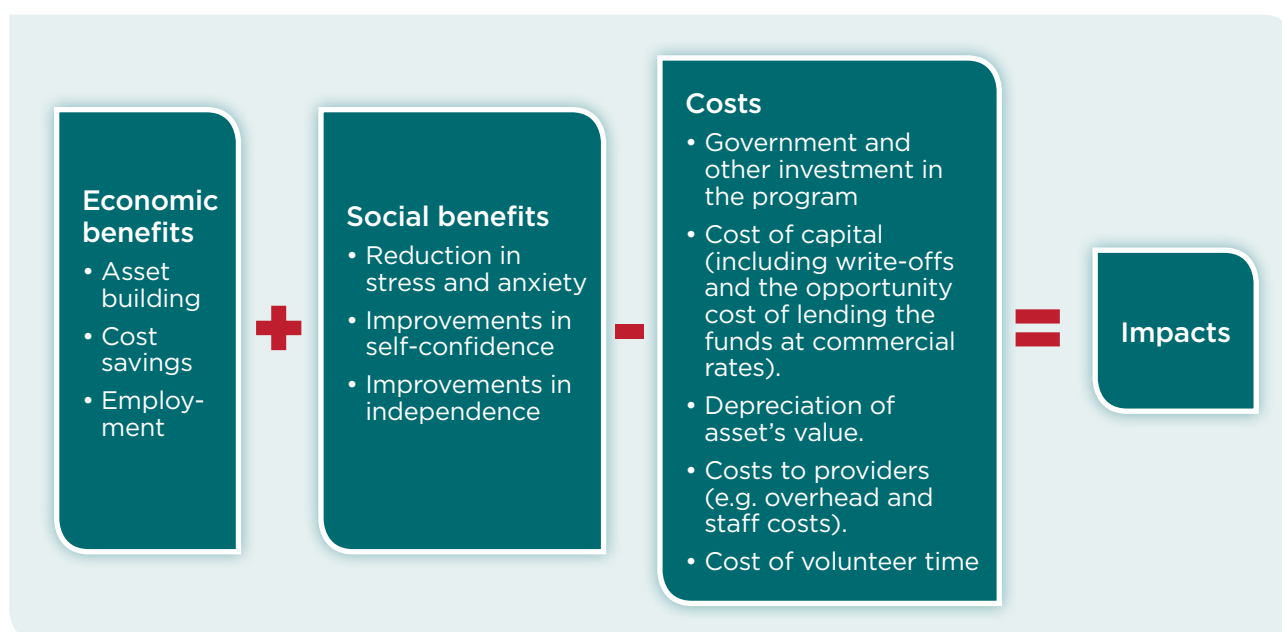 Economic
benefits
• Asset
building
• Cost
savings
• Employ-
ment
+
Social benefits
• Reduction in
stress and anxiety
• Improvements in
self-confidence
• Improvements in
independence
-
Costs
• Government and
other investment in
the program
• Cost of capital
(including write-offs
and the opportunity
cost of lending the
funds at commercial
rates).
• Depreciation of
asset’s value.
• Costs to providers
(e.g. overhead and
staff costs).
• Cost of volunteer time
=
Impacts